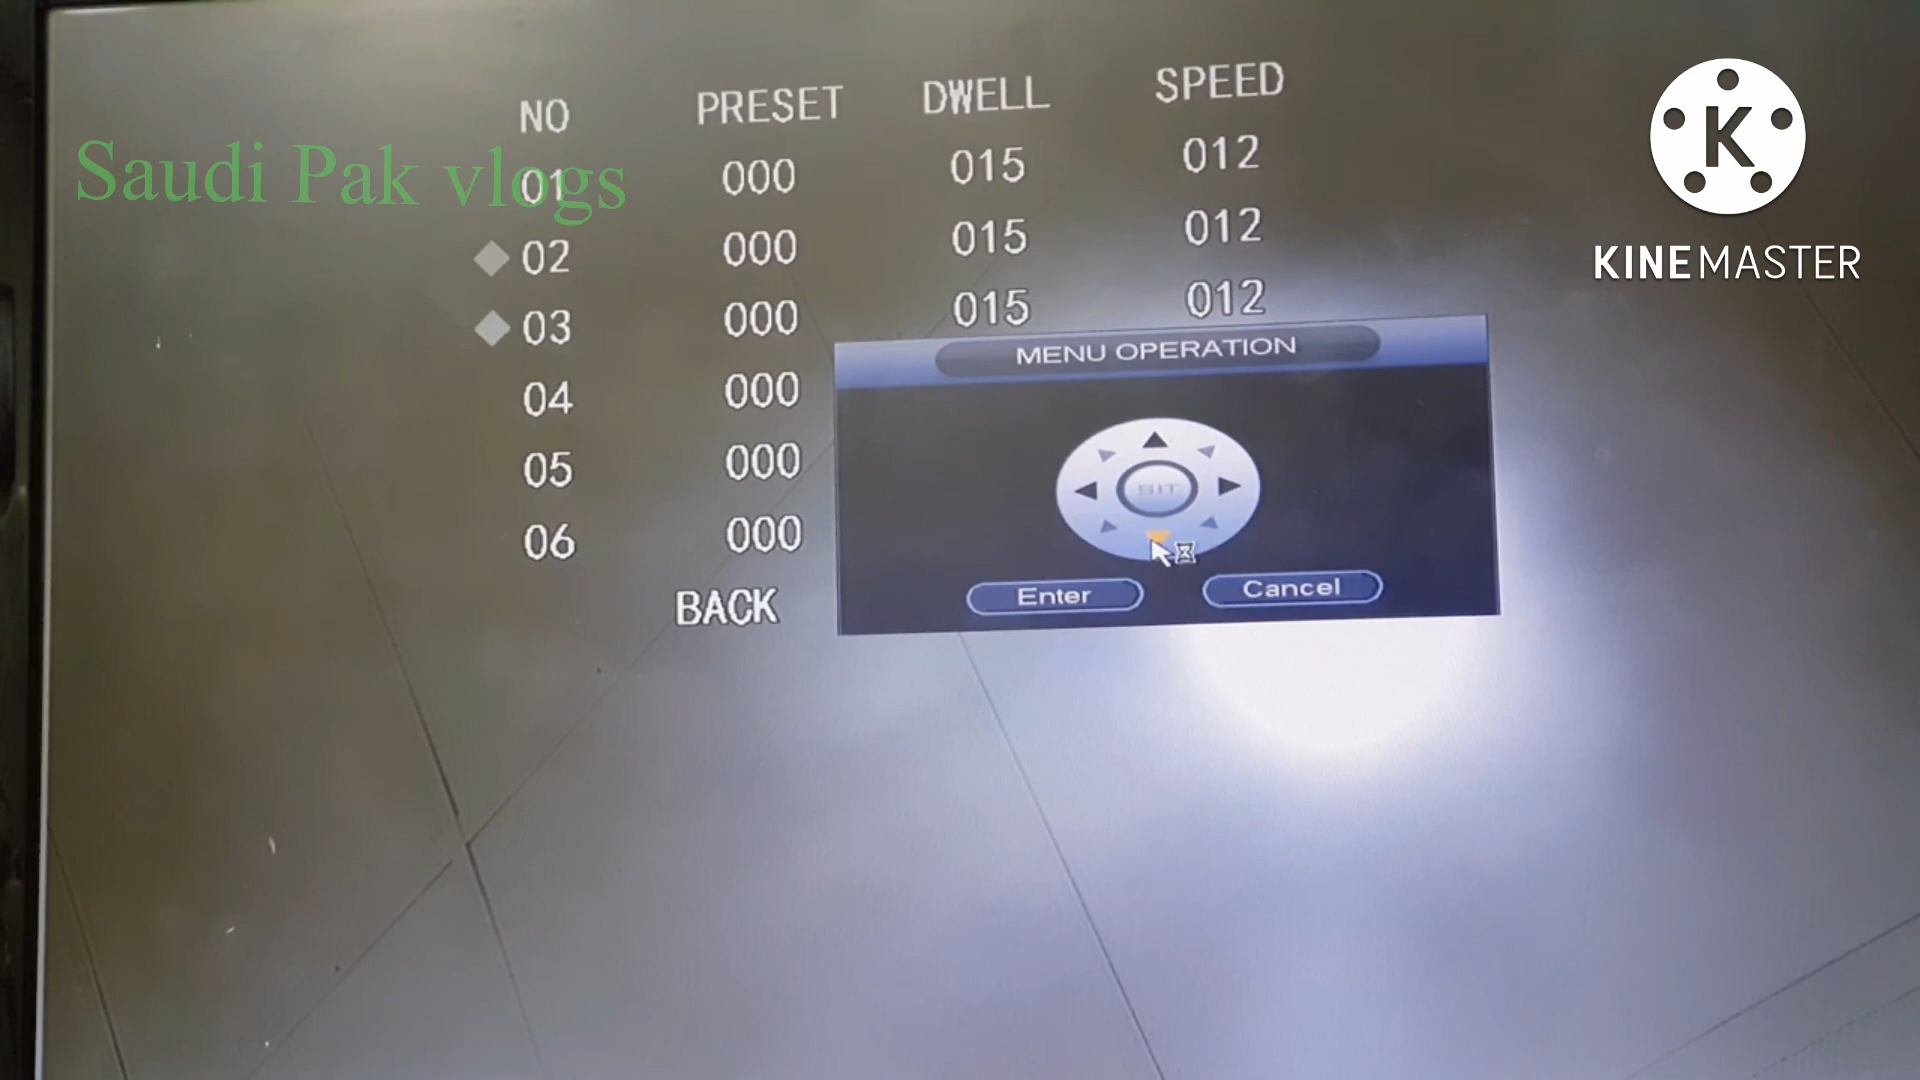 NO PRESET DWELL SPEED
Saudi Pak vlogs
01 000 015 012
02 000 015 012
03 000 015 012
04 000
05 000
06 000
BACK
MENU OPERATION
SIT
Enter Cancel
K
KINEMASTER